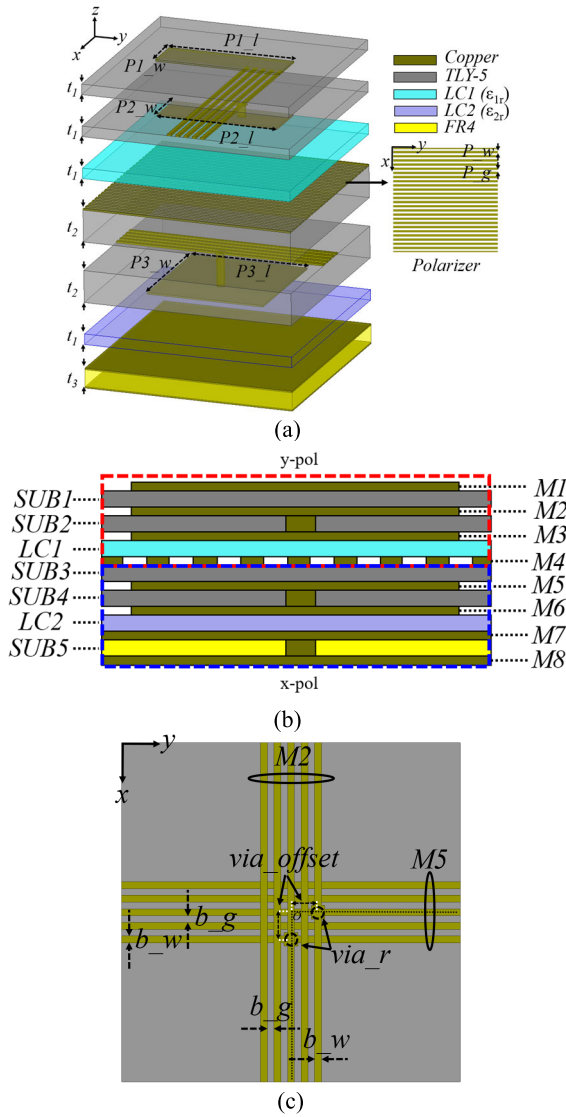 z
x
y
P1_l
P1_w
P2_w
P2_l
t1
t1
t1
t2
P3_w
P3_l
t2
t1
t3
Copper
TLY-5
LC1 (ε1r)
LC2 (ε2r)
FR4
y
x
P_w
P_g
Polarizer
(a)
y-pol
SUB1
SUB2
LC1
SUB3
SUB4
LC2
SUB5
M1
M2
M3
M4
M5
M6
M7
M8
x-pol
(b)
y
x
M2
via_offset
M5
o
b_g
b_w
via_r
b_g
b_w
(c)